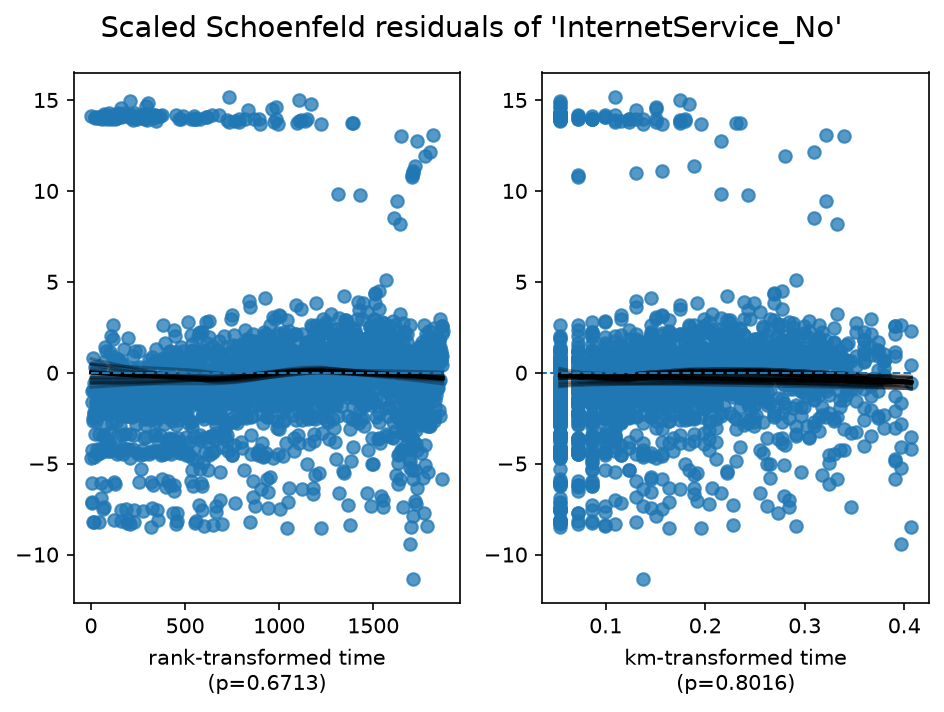 Scaled Schoenfeld residuals of 'InternetService_No'
15
10
5
0
−5
−10
0 500 1000 1500
rank-transformed time
(p=0.6713)
15
10
5
0
−5
−10
0.1 0.2 0.3 0.4
km-transformed time
(p=0.8016)